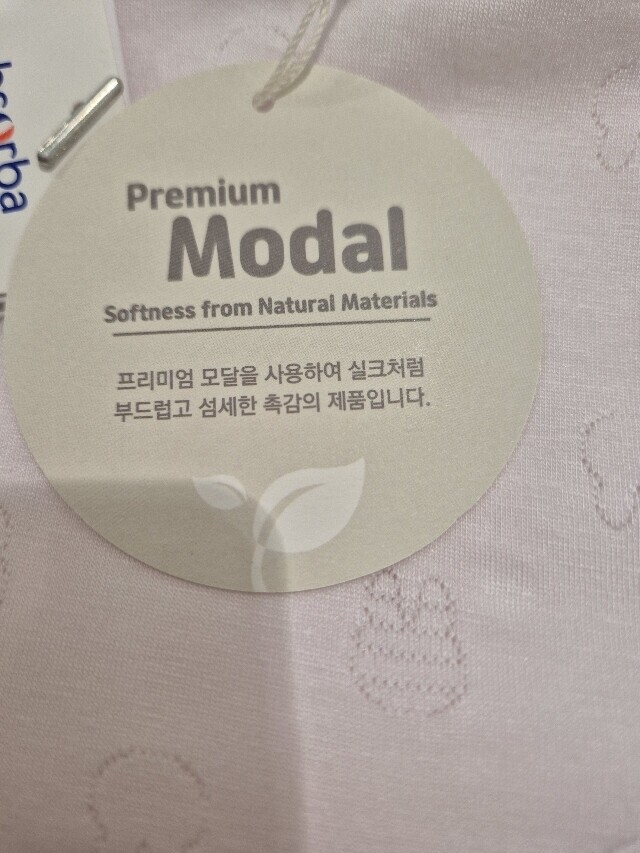 Premium
Modal
Softness from Natural Materials
프리미엄 모달을 사용하여 실크처럼
부드럽고 섬세한 촉감의 제품입니다.